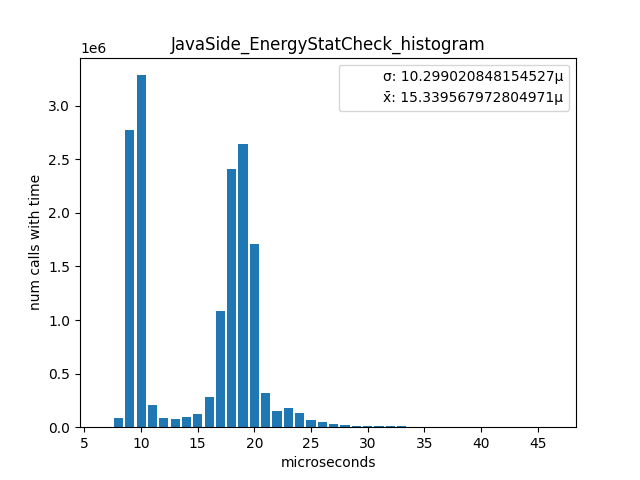 JavaSide_EnergyStatCheck_histogram
1e6
σ: 10.299020848154527μ
x̄: 15.339567972804971μ
3.0
2.5
2.0
1.5
1.0
0.5
0.0
num calls with time
5 10 15 20 25 30 35 40 45
microseconds